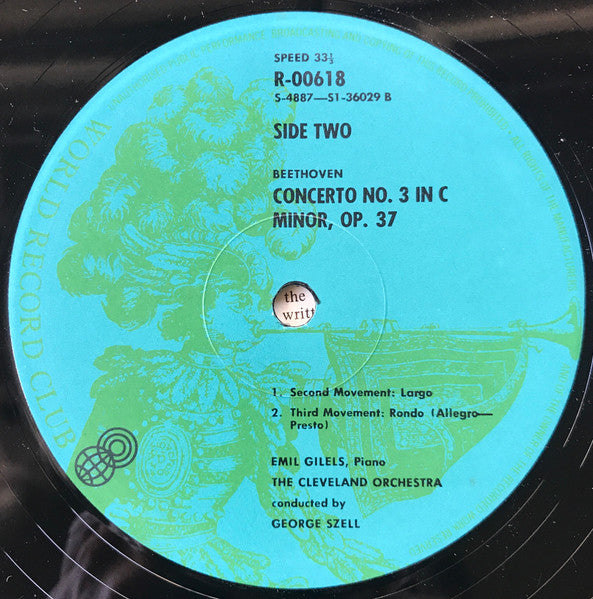 SPEED 33⅓
R-00618
S-4887—S1-36029 B
SIDE TWO
BEETHOVEN
CONCERTO NO. 3 IN C
MINOR, OP. 37
the
writt
1. Second Movement: Largo
2. Third Movement: Rondo (Allegro—
Presto)
EMIL GILELS, Piano
THE CLEVELAND ORCHESTRA
conducted by
GEORGE SZELL
WORLD RECORD CLUB